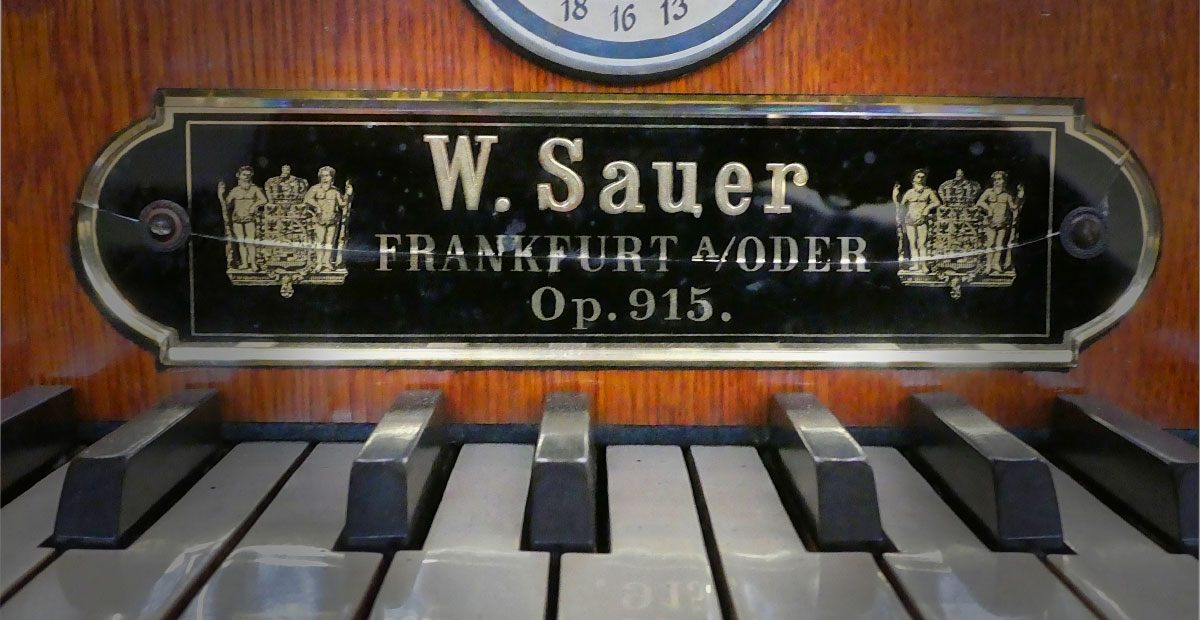 18 16 13
W. Sauer
FRANKFURT A/ODER
Op. 915.